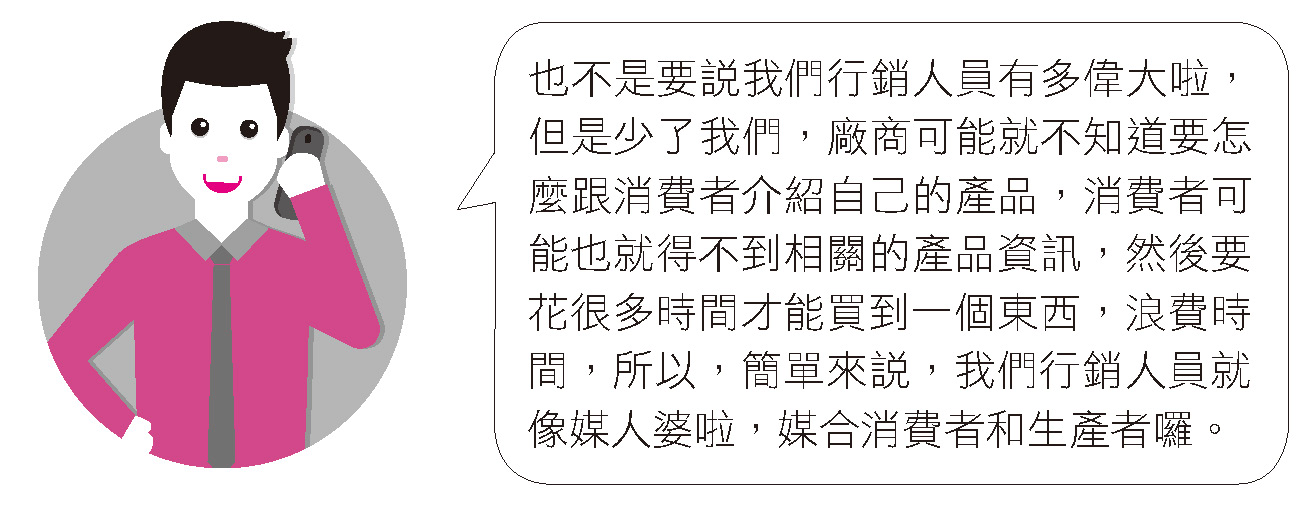 也不是要說我們行銷人員有多偉大啦，
但是少了我們，廠商可能就不知道要怎
麼跟消費者介紹自己的產品，消費者可
能也就得不到相關的產品資訊，然後要
花很多時間才能買到一個東西，浪費時
間，所以，簡單來說，我們行銷人員就
像媒人婆啦，媒合消費者和生產者囉。